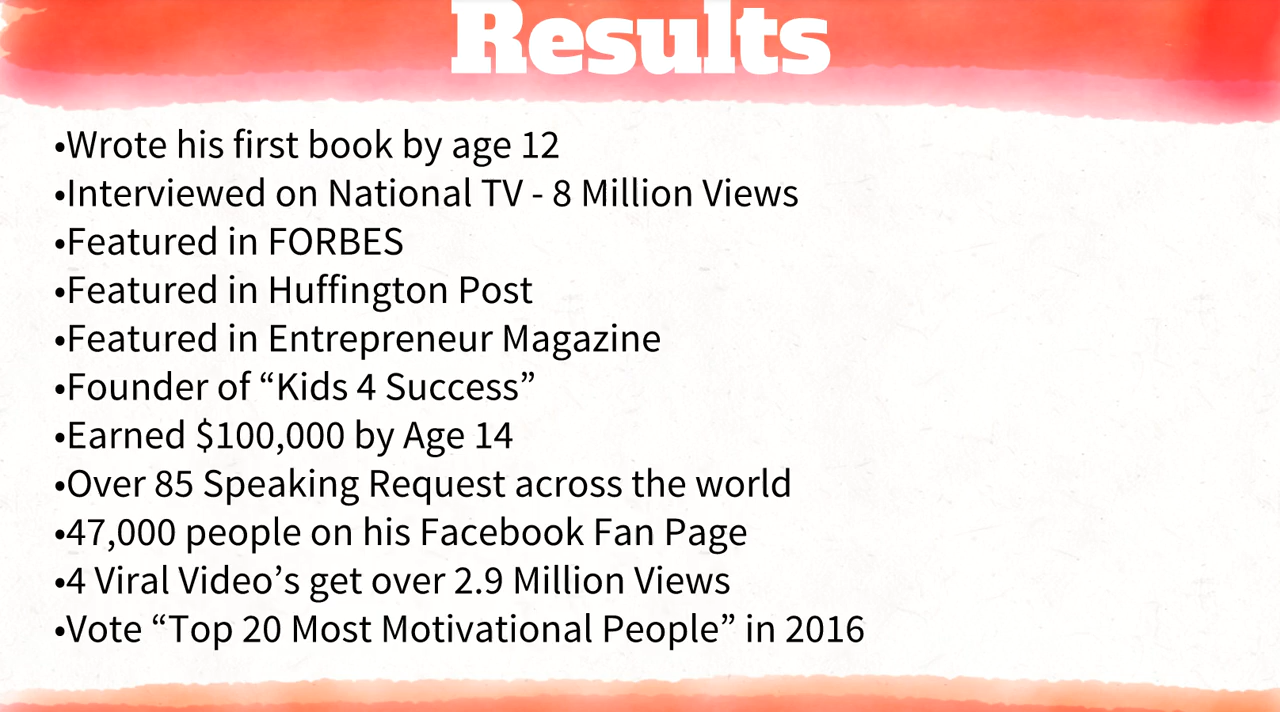 Results
•Wrote his first book by age 12
•Interviewed on National TV - 8 Million Views
•Featured in FORBES
•Featured in Huffington Post
•Featured in Entrepreneur Magazine
•Founder of “Kids 4 Success”
•Earned $100,000 by Age 14
•Over 85 Speaking Request across the world
•47,000 people on his Facebook Fan Page
•4 Viral Video’s get over 2.9 Million Views
•Vote “Top 20 Most Motivational People” in 2016